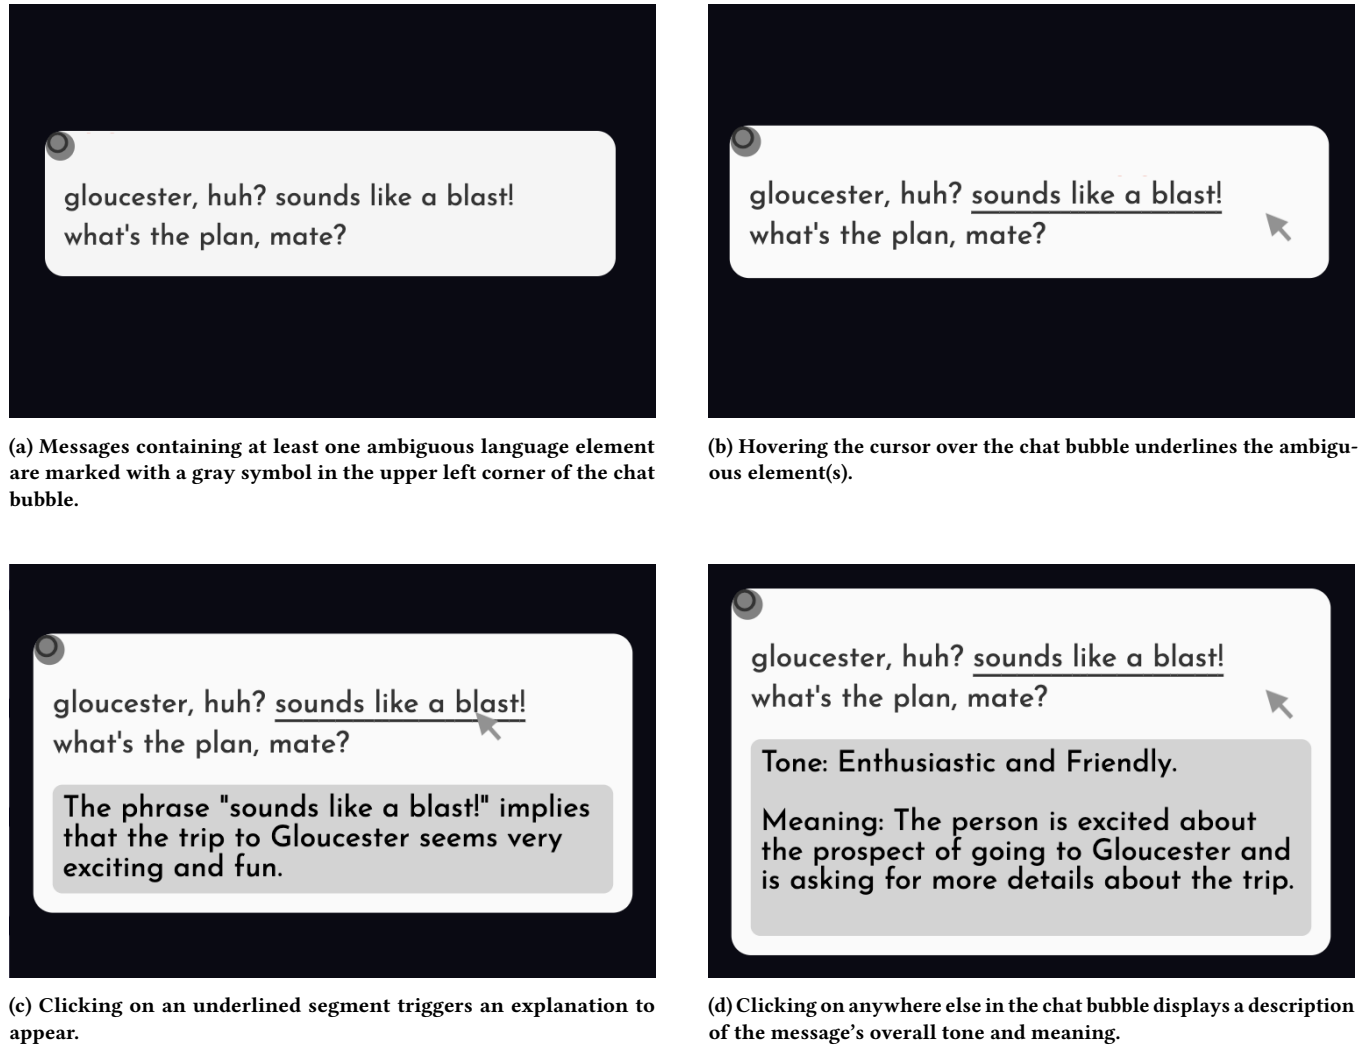 gloucester, huh? sounds like a blast!
what's the plan, mate?
gloucester, huh? sounds like a blast!
what's the plan, mate?
(a) Messages containing at least one ambiguous language element
are marked with a gray symbol in the upper left corner of the chat
bubble.
(b) Hovering the cursor over the chat bubble underlines the ambigu-
ous element(s).
gloucester, huh? sounds like a blast!
what's the plan, mate?
The phrase "sounds like a blast!" implies
that the trip to Gloucester seems very
exciting and fun.
gloucester, huh? sounds like a blast!
what's the plan, mate?
Tone: Enthusiastic and Friendly.
Meaning: The person is excited about
the prospect of going to Gloucester and
is asking for more details about the trip.
(c) Clicking on an underlined segment triggers an explanation to
appear.
(d) Clicking on anywhere else in the chat bubble displays a description
of the message’s overall tone and meaning.